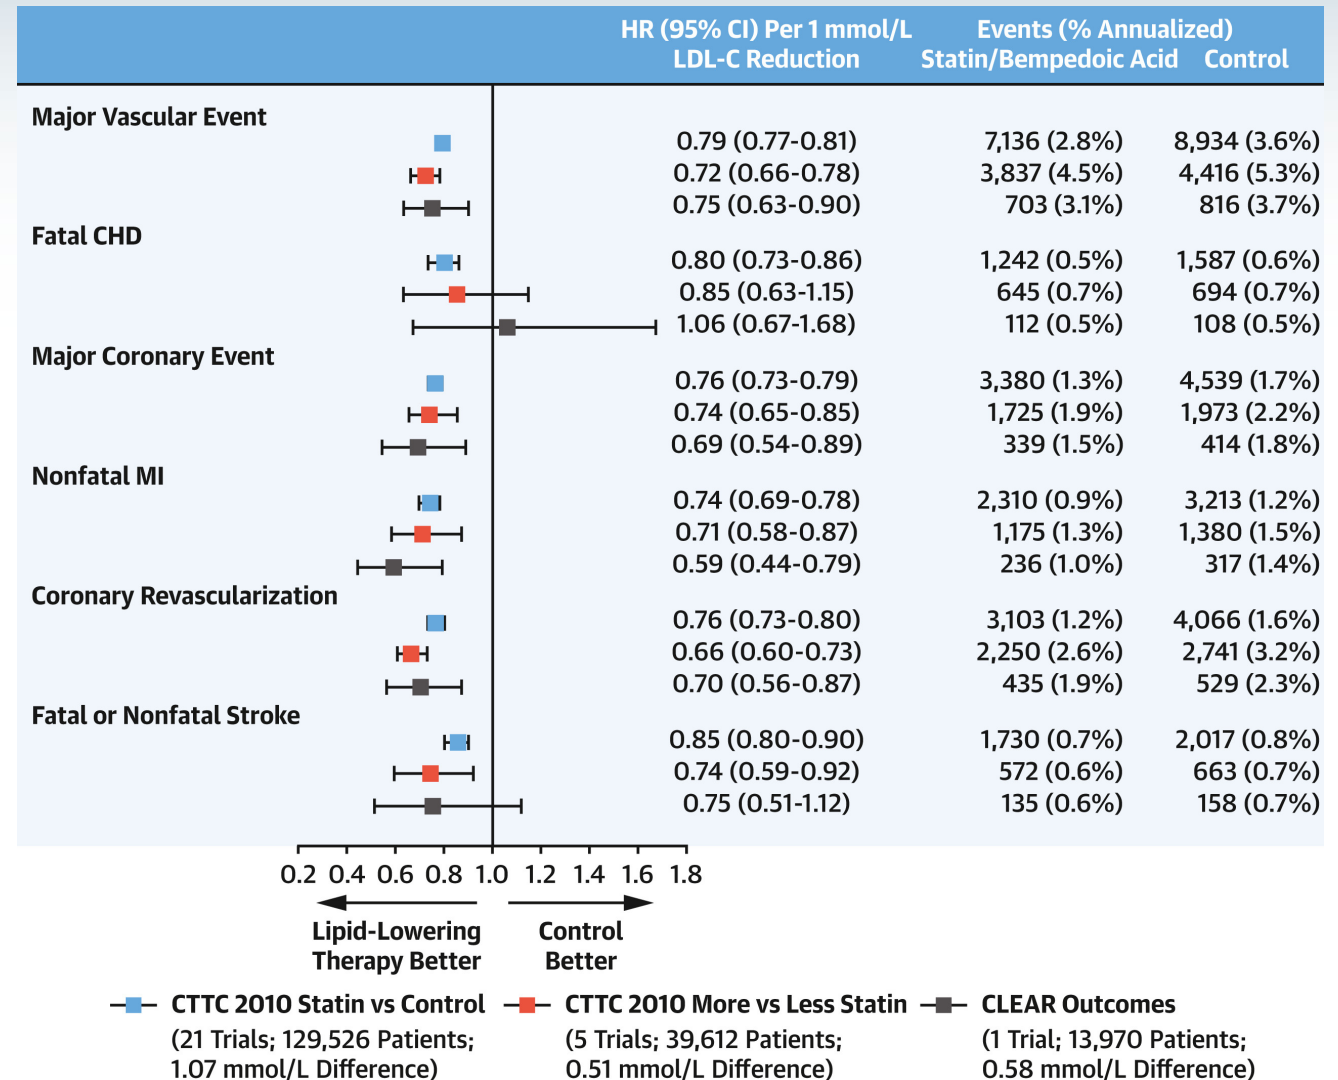 HR (95% CI) Per 1 mmol/L LDL-C Reduction
Events (% Annualized)
Statin/Bempedoic Acid Control
Major Vascular Event
0.79 (0.77-0.81) 7,136 (2.8%) 8,934 (3.6%)
0.72 (0.66-0.78) 3,837 (4.5%) 4,416 (5.3%)
0.75 (0.63-0.90) 703 (3.1%) 816 (3.7%)
Fatal CHD
0.80 (0.73-0.86) 1,242 (0.5%) 1,587 (0.6%)
0.85 (0.63-1.15) 645 (0.7%) 694 (0.7%)
1.06 (0.67-1.68) 112 (0.5%) 108 (0.5%)
Major Coronary Event
0.76 (0.73-0.79) 3,380 (1.3%) 4,539 (1.7%)
0.74 (0.65-0.85) 1,725 (1.9%) 1,973 (2.2%)
0.69 (0.54-0.89) 339 (1.5%) 414 (1.8%)
Nonfatal MI
0.74 (0.69-0.78) 2,310 (0.9%) 3,213 (1.2%)
0.71 (0.58-0.87) 1,175 (1.3%) 1,380 (1.5%)
0.59 (0.44-0.79) 236 (1.0%) 317 (1.4%)
Coronary Revascularization
0.76 (0.73-0.80) 3,103 (1.2%) 4,066 (1.6%)
0.66 (0.60-0.73) 2,250 (2.6%) 2,741 (3.2%)
0.70 (0.56-0.87) 435 (1.9%) 529 (2.3%)
Fatal or Nonfatal Stroke
0.85 (0.80-0.90) 1,730 (0.7%) 2,017 (0.8%)
0.74 (0.59-0.92) 572 (0.6%) 663 (0.7%)
0.75 (0.51-1.12) 135 (0.6%) 158 (0.7%)
0.2 0.4 0.6 0.8 1.0 1.2 1.4 1.6 1.8
Lipid-Lowering
Therapy Better
Control
Better
CTTC 2010 Statin vs Control
(21 Trials; 129,526 Patients;
1.07 mmol/L Difference)
CTTC 2010 More vs Less Statin
(5 Trials; 39,612 Patients;
0.51 mmol/L Difference)
CLEAR Outcomes
(1 Trial; 13,970 Patients;
0.58 mmol/L Difference)